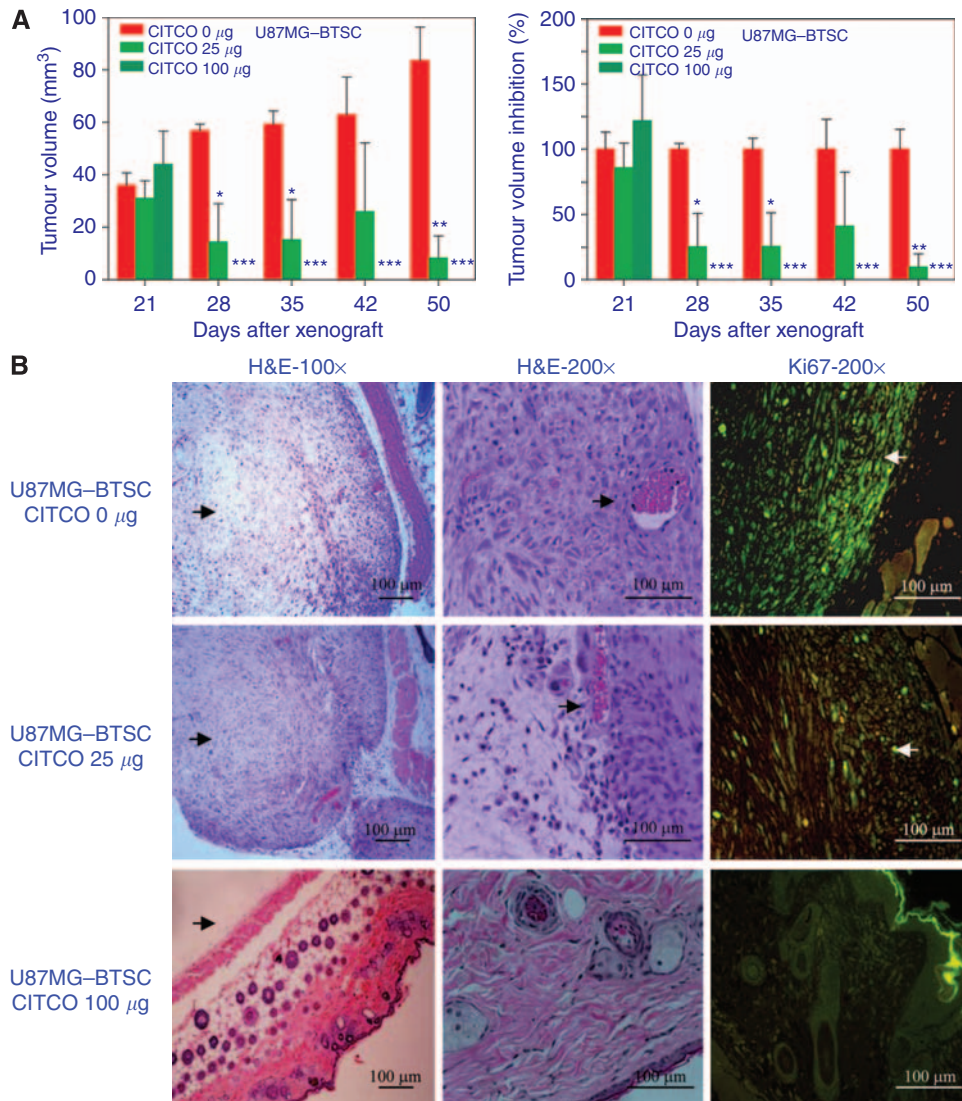 A
Tumour volume (mm3)
100
80
60
40
20
0
CITCO 0 µg
CITCO 25 µg
CITCO 100 µg
U87MG–BTSC
*
***
*
***
***
**
***
21 28 35 42 50
Days after xenograft
Tumour volume inhibition (%)
200
150
100
50
0
CITCO 0 µg
CITCO 25 µg
CITCO 100 µg
U87MG–BTSC
*
***
*
***
***
**
***
21 28 35 42 50
Days after xenograft
B
H&E-100× H&E-200× Ki67-200×
U87MG–BTSC
CITCO 0 µg
100 µm 100 µm 100 µm
U87MG–BTSC
CITCO 25 µg
100 µm 100 µm 100 µm
U87MG–BTSC
CITCO 100 µg
100 µm 100 µm 100 µm